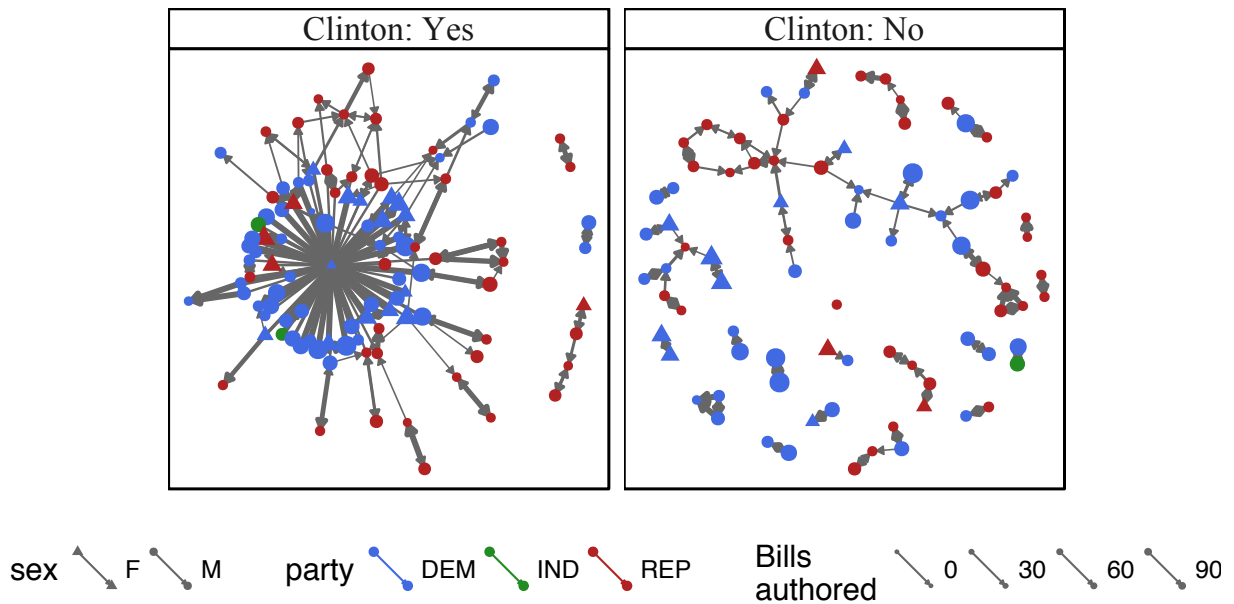 Clinton: Yes
Clinton: No
sex F M
party DEM IND REP
Bills
authored 0 30 60 90